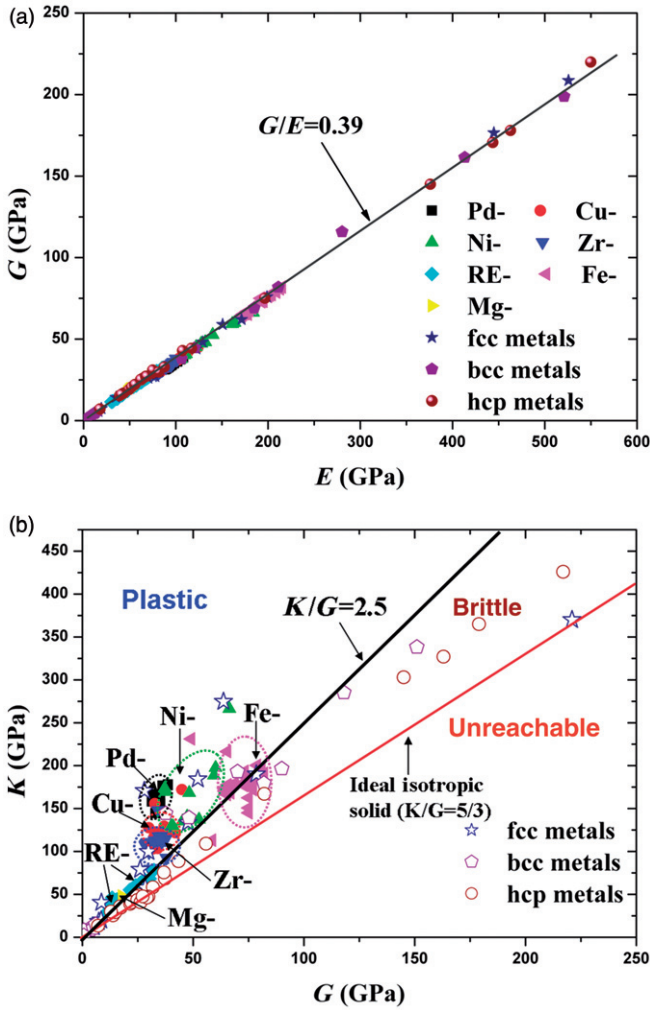 (a)
250
200
150
100
50
0
G (GPa)
G/E=0.39
Pd- Cu-
Ni- Zr-
RE- Fe-
Mg-
fcc metals
bcc metals
hcp metals
0 100 200 300 400 500 600
E (GPa)
(b)
450
400
350
300
250
200
150
100
50
0
K (GPa)
Plastic
K/G=2.5
Brittle
Unreachable
Ni-
Fe-
Pd-
Cu-
RE-
Zr-
Mg-
Ideal isotropic
solid (K/G=5/3)
fcc metals
bcc metals
hcp metals
0 50 100 150 200 250
G (GPa)